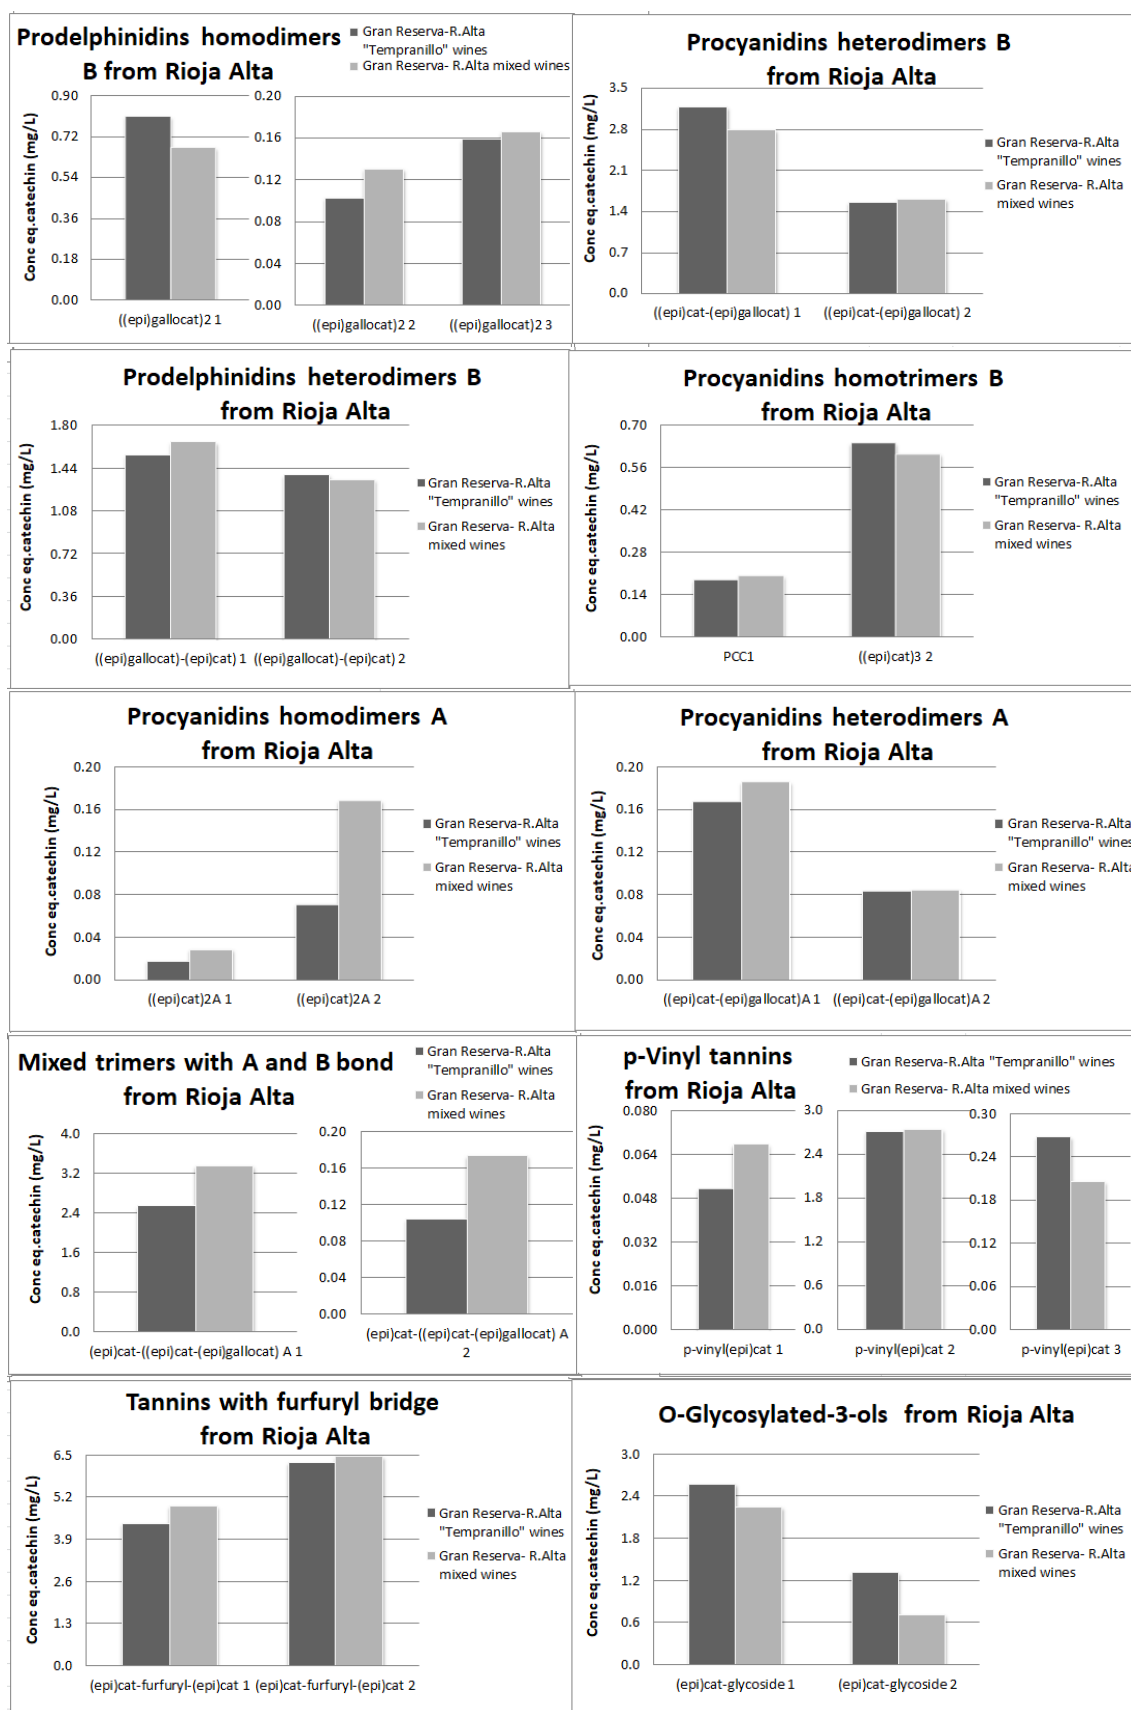 Prodelphinidins homodimers
B from Rioja Alta
Gran Reserva-R.Alta
"Tempranillo" wines
Gran Reserva- R.Alta mixed wines
Conc eq.catechin (mg/L)
0.90
0.72
0.54
0.36
0.18
0.00
((epi)gallocat)2 1
0.20
0.16
0.12
0.08
0.04
0.00
((epi)gallocat)2 2
((epi)gallocat)2 3
Procyanidins heterodimers B
from Rioja Alta
Conc eq.catechin (mg/L)
3.5
2.8
2.1
1.4
0.7
0.0
((epi)cat-(epi)gallocat) 1
((epi)cat-(epi)gallocat) 2
Gran Reserva-R.Alta
"Tempranillo" wines
Gran Reserva- R.Alta
mixed wines
Prodelphinidins heterodimers B
from Rioja Alta
Conc eq.catechin (mg/L)
1.80
1.44
1.08
0.72
0.36
0.00
((epi)gallocat)-(epi)cat) 1
((epi)gallocat)-(epi)cat) 2
Gran Reserva-R.Alta
"Tempranillo" wines
Gran Reserva- R.Alta
mixed wines
Procyanidins homotrimers B
from Rioja Alta
Conc eq.catechin (mg/L)
0.70
0.56
0.42
0.28
0.14
0.00
PCC1
((epi)cat)3 2
Gran Reserva-R.Alta
"Tempranillo" wines
Gran Reserva- R.Alta
mixed wines
Procyanidins homodimers A
from Rioja Alta
Conc eq.catechin (mg/L)
0.20
0.16
0.12
0.08
0.04
0.00
((epi)cat)2A 1
((epi)cat)2A 2
Gran Reserva-R.Alta
"Tempranillo" wines
Gran Reserva- R.Alta
mixed wines
Procyanidins heterodimers A
from Rioja Alta
Conc eq.catechin (mg/L)
0.20
0.16
0.12
0.08
0.04
0.00
((epi)cat-(epi)gallocat)A 1
((epi)cat-(epi)gallocat)A 2
Gran Reserva-R.Alta
"Tempranillo" wines
Gran Reserva- R.Alta
mixed wines
Mixed trimers with A and B bond
from Rioja Alta
Gran Reserva-R.Alta
"Tempranillo" wines
Gran Reserva- R.Alta
mixed wines
Conc eq.catechin (mg/L)
4.0
3.2
2.4
1.6
0.8
0.0
(epi)cat-((epi)cat-(epi)gallocat) A 1
0.20
0.16
0.12
0.08
0.04
0.00
(epi)cat-((epi)cat-(epi)gallocat) A
2
p-Vinyl tannins
from Rioja Alta
Gran Reserva-R.Alta "Tempranillo" wines
Gran Reserva- R.Alta mixed wines
Conc eq.catechin (mg/L)
0.080
0.064
0.048
0.032
0.016
0.000
p-vinyl(epi)cat 1
3.0
2.4
1.8
1.2
0.6
0.0
p-vinyl(epi)cat 2
0.30
0.24
0.18
0.12
0.06
0.00
p-vinyl(epi)cat 3
Tannins with furfuryl bridge
from Rioja Alta
Conc eq.catechin (mg/L)
6.5
5.2
3.9
2.6
1.3
0.0
(epi)cat-furfuryl-(epi)cat 1
(epi)cat-furfuryl-(epi)cat 2
Gran Reserva-R.Alta
"Tempranillo" wines
Gran Reserva- R.Alta
mixed wines
O-Glycosylated-3-ols from Rioja Alta
Conc eq.catechin (mg/L)
3.0
2.4
1.8
1.2
0.6
0.0
(epi)cat-glycoside 1
(epi)cat-glycoside 2
Gran Reserva-R.Alta
"Tempranillo" wines
Gran Reserva- R.Alta
mixed wines